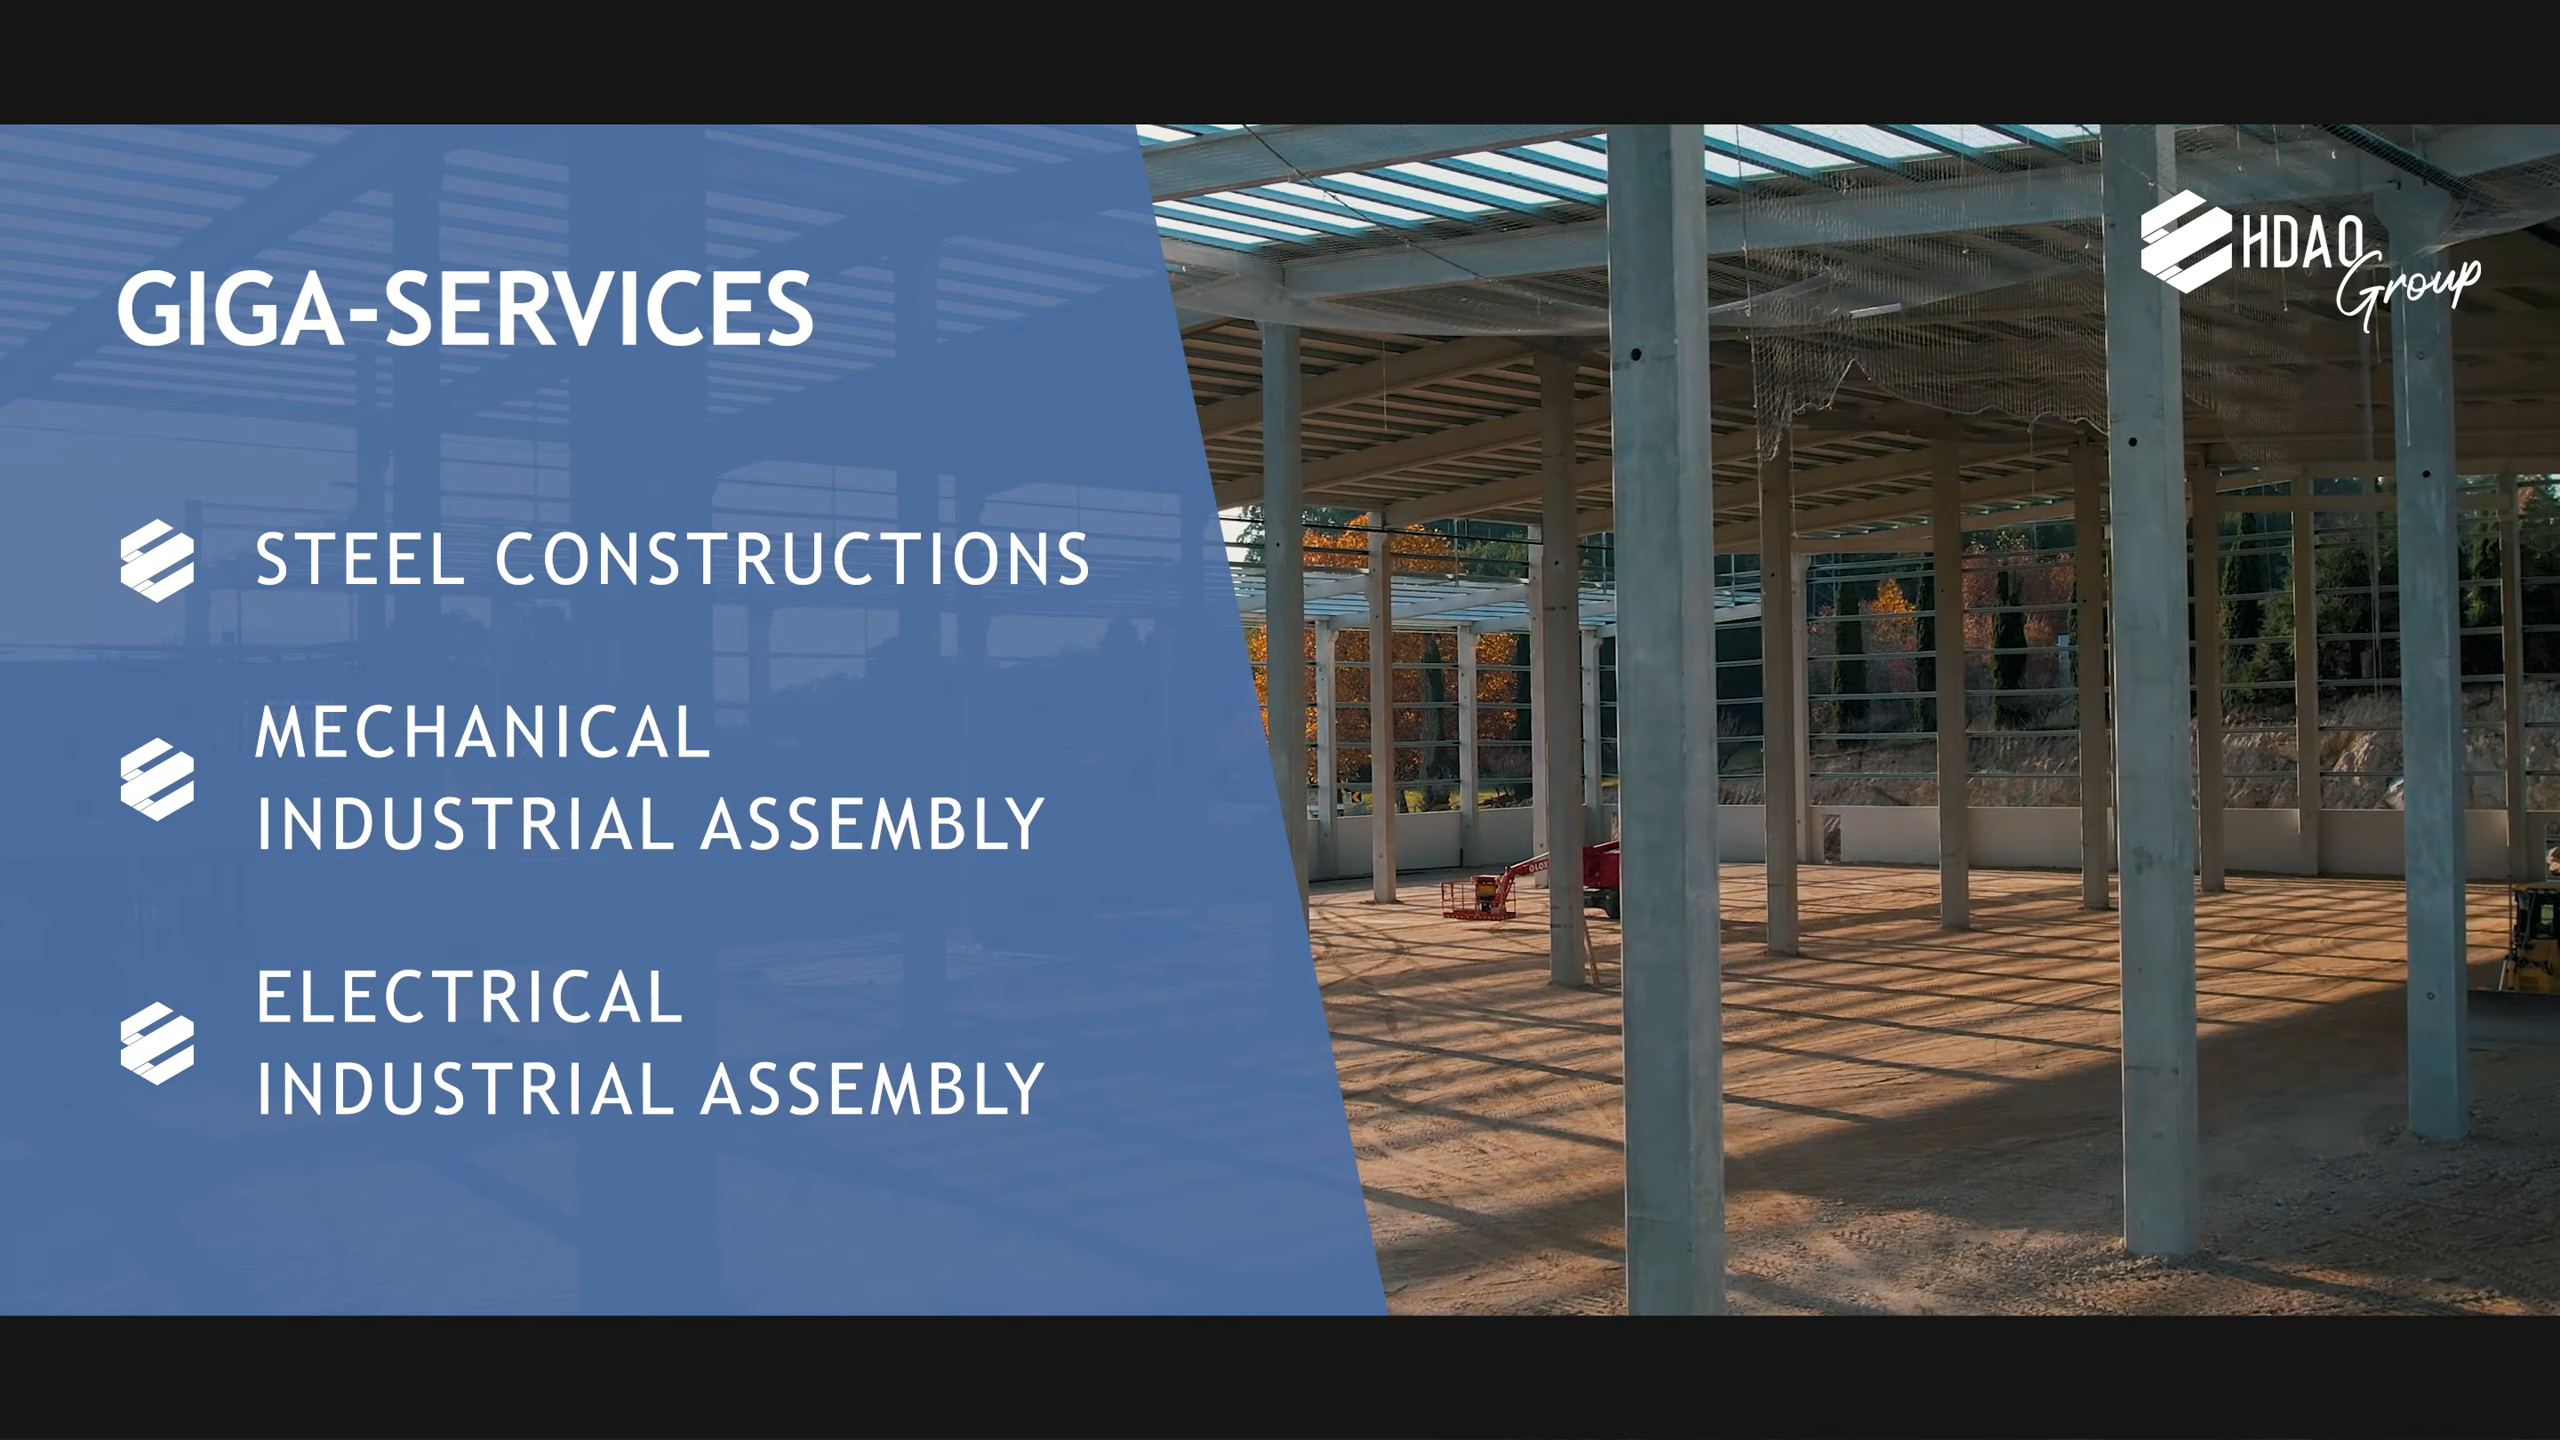 GIGA-SERVICES
HDAO
Group
STEEL CONSTRUCTIONS
MECHANICAL
INDUSTRIAL ASSEMBLY
ELECTRICAL
INDUSTRIAL ASSEMBLY